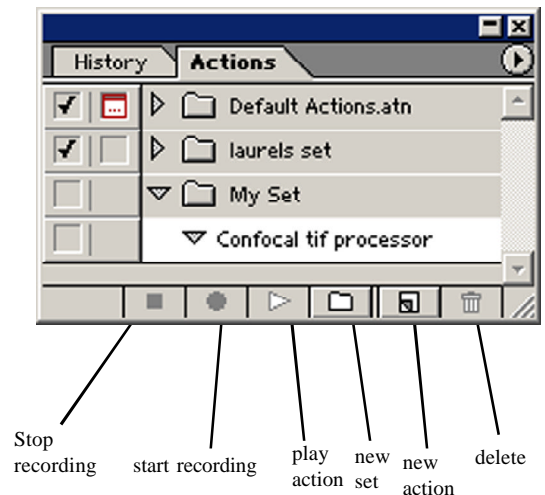 History
Actions
Default Actions.atn
laurels set
My Set
Confocal tif processor
Stop
recording
start recording
play
action
new
set
new
action
delete